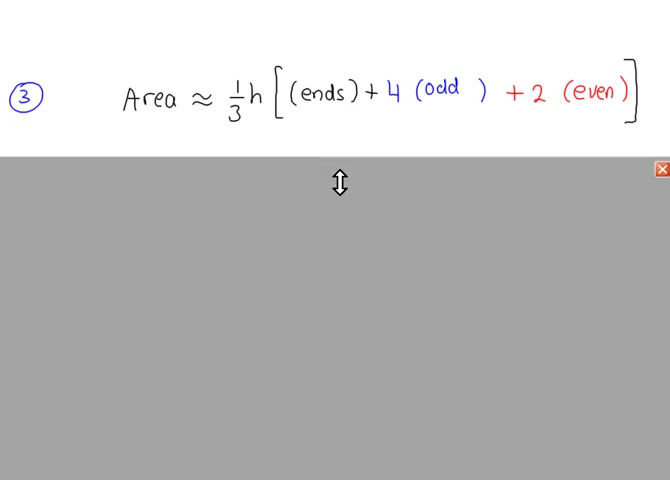 ③ Area ≈ 1/3 h [(ends) + 4 (odd ) + 2 (even)]